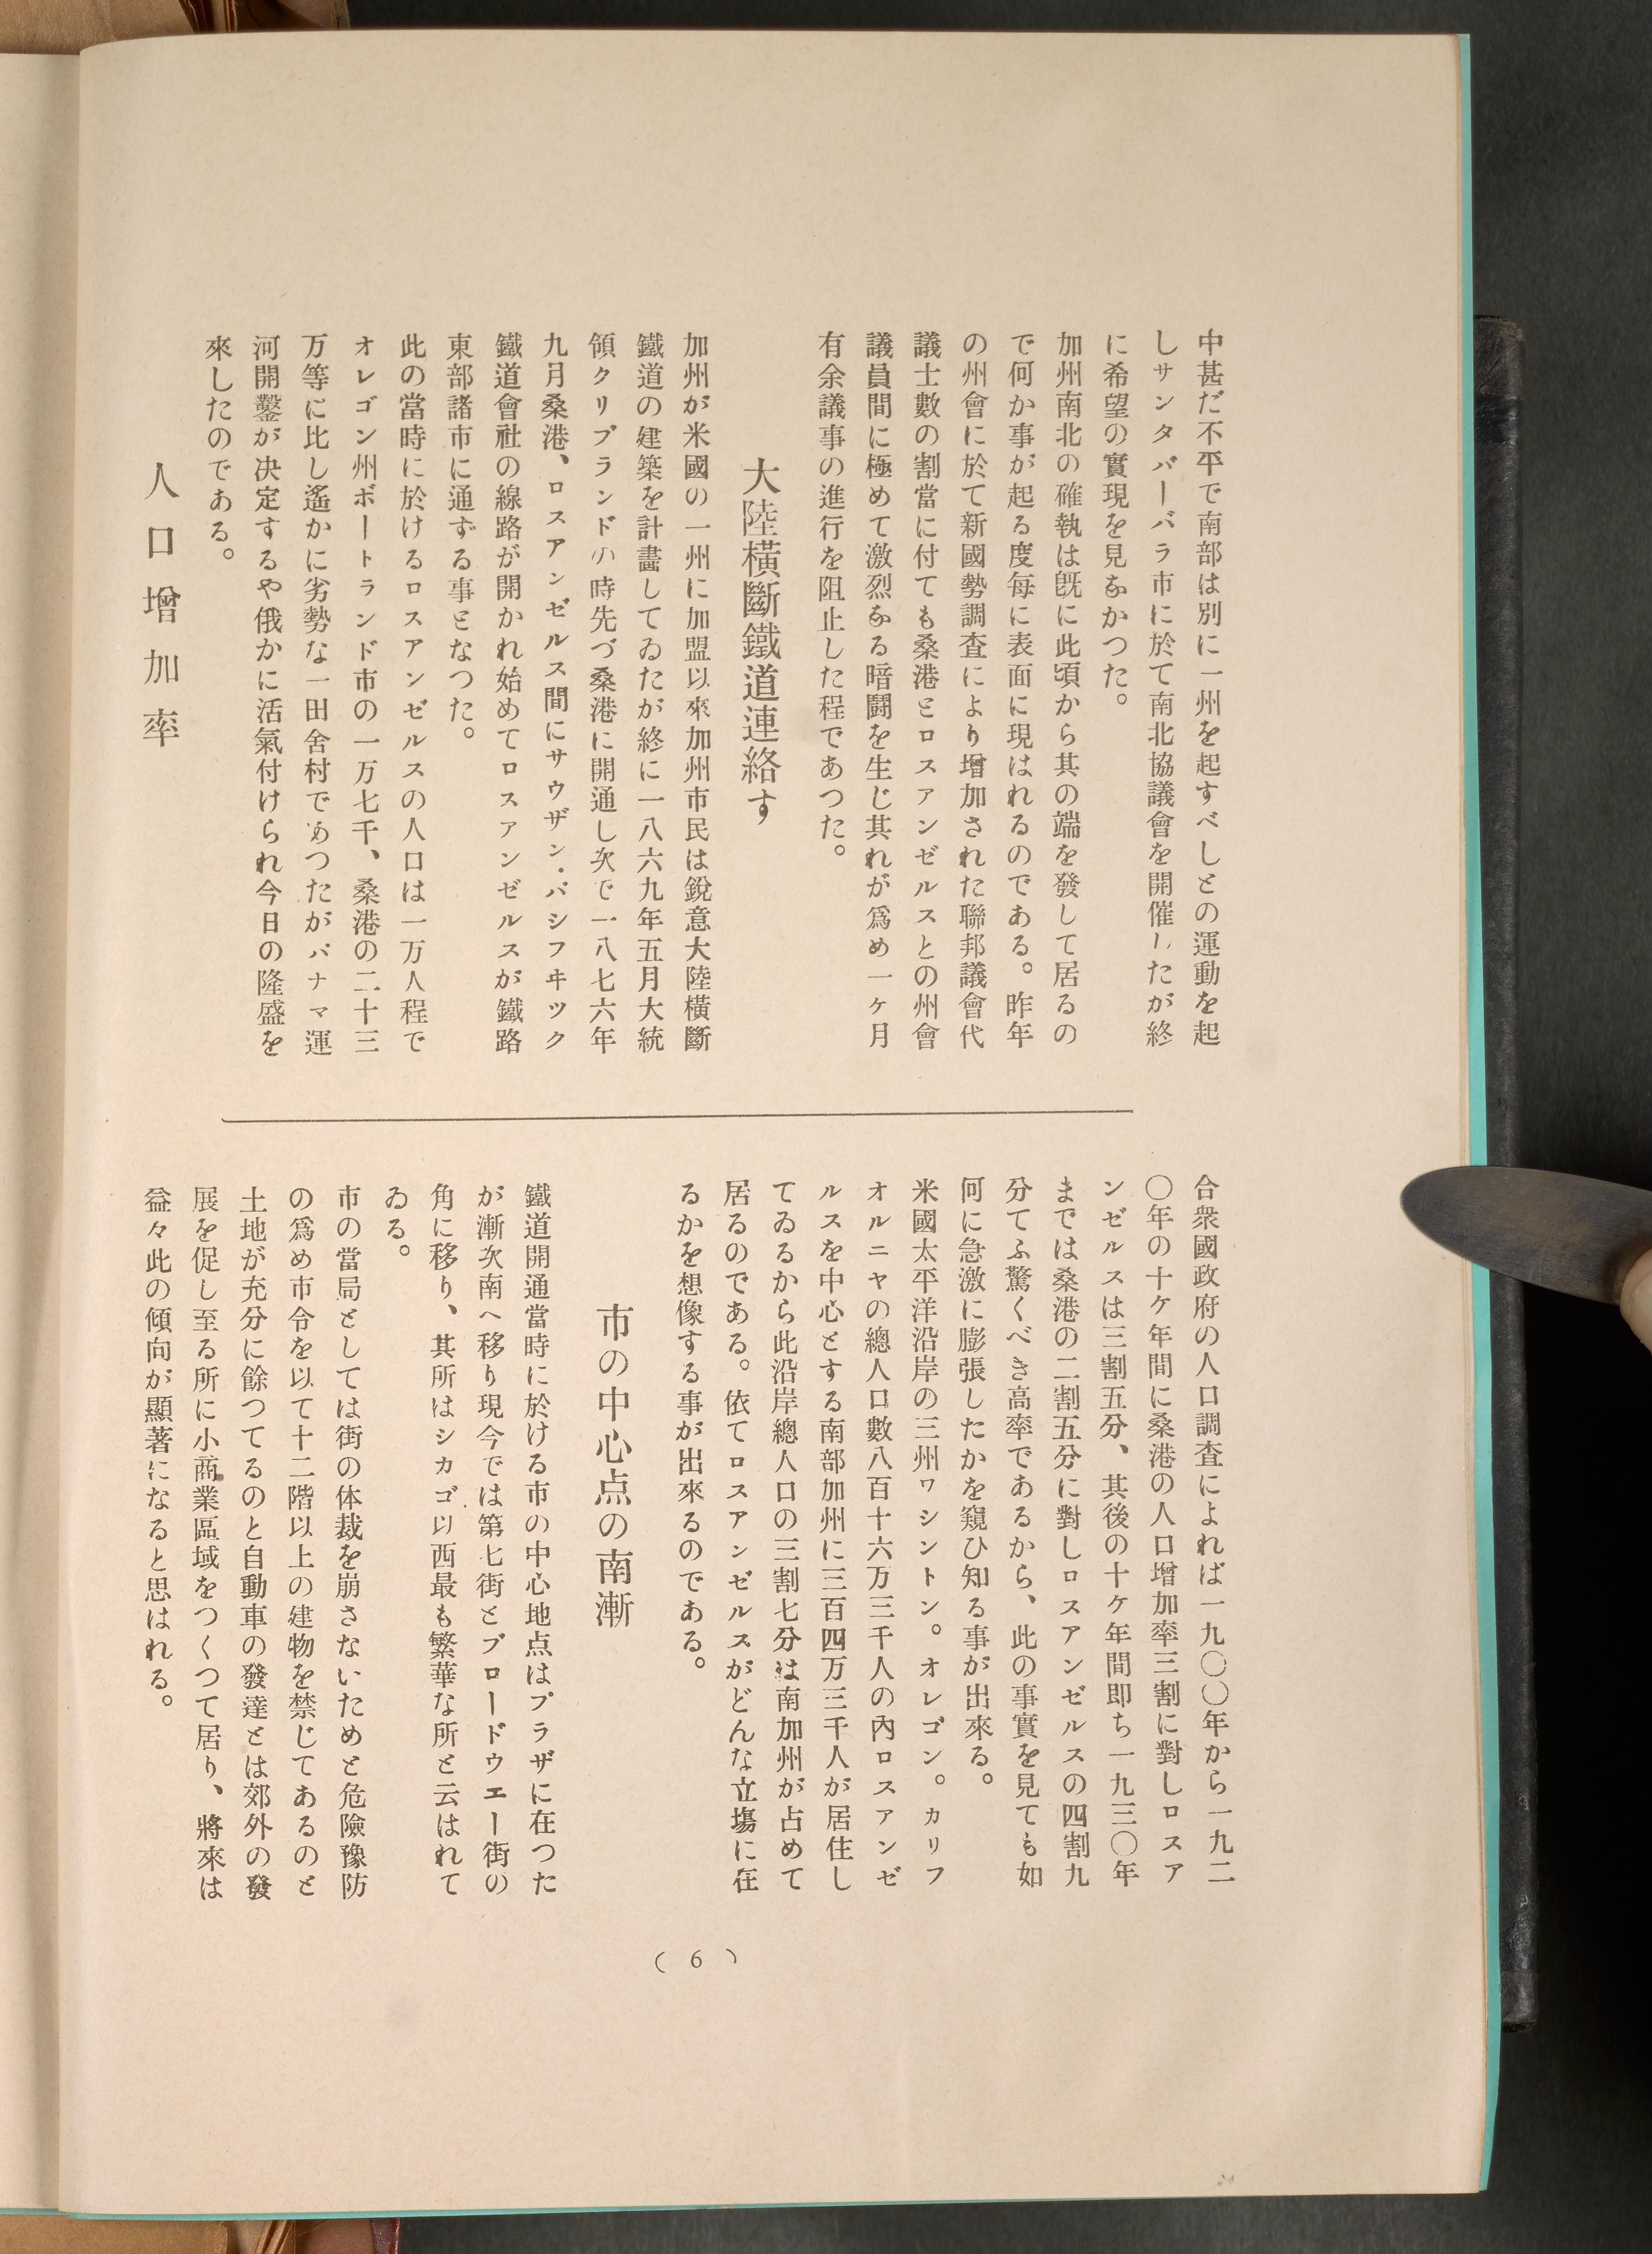 中甚だ不平で南部は別に一州を起すべしとの運動を起
しサンタバーバラ市に於て南北協議會を開催したが終
に希望の實現を見なかつた。
加州南北の確執は旣に此頃から其の端を發して居るの
で何か事が起る度每に表面に現はれるのである。昨年
の州會に於て新國勢調査により增加された聯邦議會代
議士數の割當に付ても桑港とロスアンゼルスとの州會
議員間に極めて激烈なる暗闘を生じ其れが爲め一ヶ月
有余議事の進行を阻止した程であつた。
大陸橫斷鐵道連絡す
加州が米國の一州に加盟以來加州市民は銳意大陸橫斷
鐵道の建築を計畫してゐたが終に一八六九年五月大統
領クリブランドの時先づ桑港に開通し次で一八七六年
九月桑港、ロスアンゼルス間にサウザン・パシフヰツク
鐵道會社の線路が開かれ始めてロスアンゼルスが鐵路
東部諸市に通ずる事となつた。
此の當時に於けるロスアンゼルスの人口は一万人程で
オレゴン州ポートランド市の一万七千、桑港の二十三
万等に比し遙かに劣勢な一田舍村であつたがパナマ運
河開鑿が決定するや俄かに活氣付けられ今日の隆盛を
來したのである。
人口增加率
合衆國政府の人口調査によれば一九〇〇年から一九二
〇年の十ケ年間に桑港の人口增加率三割に對しロスア
ンゼルスは三割五分、其後の十ケ年間即ち一九三〇年
までは桑港の二割五分に對しロスアンゼルスの四割九
分てふ驚くべき高率であるから、此の事實を見ても如
何に急激に膨張したかを窺ひ知る事が出來る。
米國太平洋沿岸の三州ワシントン。オレゴン。カリフ
オルニヤの總人口數八百十六万三千人の內ロスアンゼ
ルスを中心とする南部加州に三百四万三千人が居住し
てゐるから此沿岸總人口の三割七分は南加州が占めて
居るのである。依てロスアンゼルスがどんな立塲に在
るかを想像する事が出來るのである。
市の中心点の南漸
鐵道開通當時に於ける市の中心地点はプラザに在つた
が漸次南へ移り現今では第七街とブロードウエー街の
角に移り、其所はシカゴ以西最も繁華な所と云はれて
ゐる。
市の當局としては街の体裁を崩さないためと危險豫防
の爲め市令を以て十二階以上の建物を禁じてあるのと
土地が充分に餘つてるのと自動車の發達とは郊外の發
展を促し至る所に小商業區域をつくつて居り、將來は
益々此の傾向が顯著になると思はれる。
( 6 )